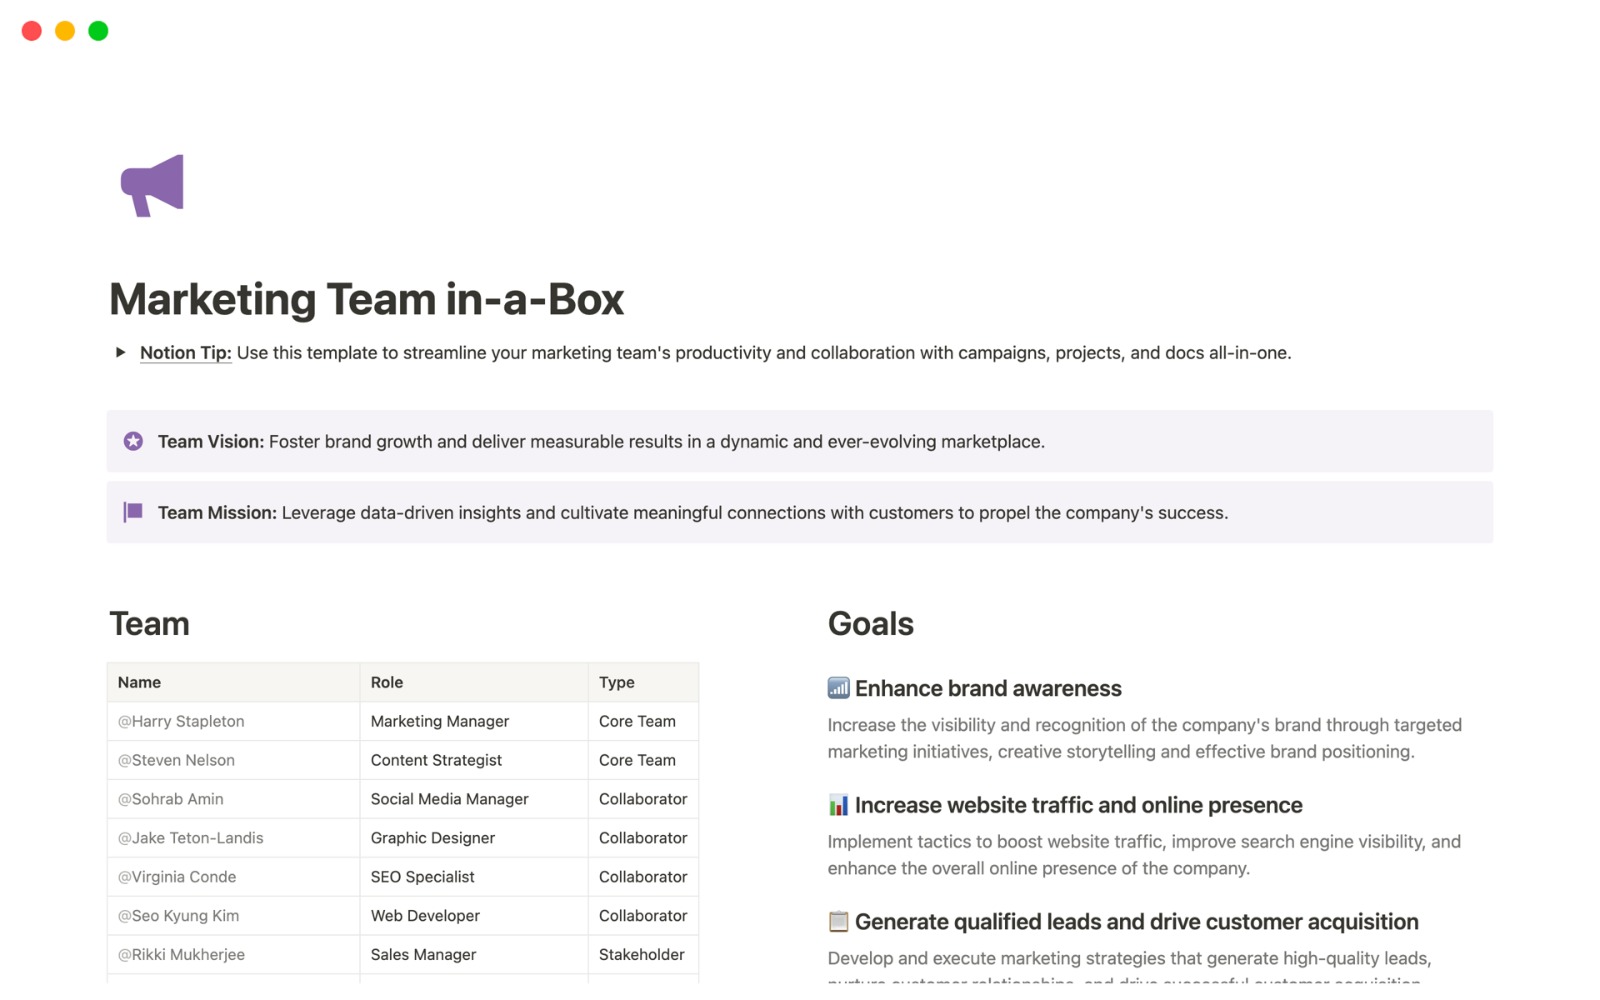 Marketing Team in-a-Box
Notion Tip: Use this template to streamline your marketing team's productivity and collaboration with campaigns, projects, and docs all-in-one.
Team Vision: Foster brand growth and deliver measurable results in a dynamic and ever-evolving marketplace.
Team Mission: Leverage data-driven insights and cultivate meaningful connections with customers to propel the company's success.
Team
Name Role Type
@Harry Stapleton Marketing Manager Core Team
@Steven Nelson Content Strategist Core Team
@Sohrab Amin Social Media Manager Collaborator
@Jake Teton-Landis Graphic Designer Collaborator
@Virginia Conde SEO Specialist Collaborator
@Seo Kyung Kim Web Developer Collaborator
@Rikki Mukherjee Sales Manager Stakeholder
Goals
Enhance brand awareness
Increase the visibility and recognition of the company's brand through targeted
marketing initiatives, creative storytelling and effective brand positioning.
Increase website traffic and online presence
Implement tactics to boost website traffic, improve search engine visibility, and
enhance the overall online presence of the company.
Generate qualified leads and drive customer acquisition
Develop and execute marketing strategies that generate high-quality leads,
nurture customer relationships, and drive successful customer acquisition